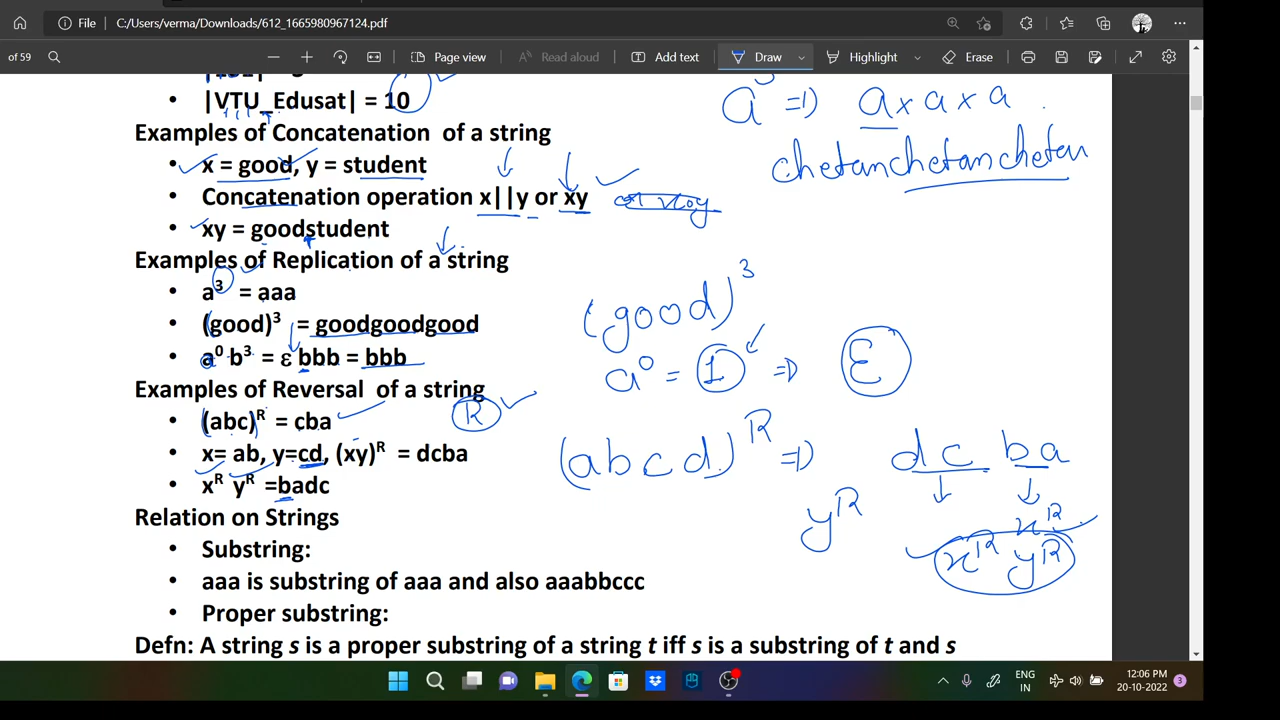 File C:/Users/verma/Downloads/612_1665980967124.pdf
of 59 Page view Read aloud Add text Draw Highlight Erase
• |VTU_Edusat| = 10
a³ => a x a x a
Examples of Concatenation of a string
chetanchetanchetan
• x = good, y = student
• Concatenation operation x||y or xy
• xy = goodstudent
Examples of Replication of a string
• a³ = aaa
(good)³
• (good)³ = goodgoodgood
• a⁰ b³ = ε bbb = bbb
a⁰ = 1 => ε
Examples of Reversal of a string
R
• (abc)ᴿ = cba
• x= ab, y=cd, (xy)ᴿ = dcba
(abcd)ᴿ => dc ba
• xᴿ yᴿ =badc
yᴿ xᴿ
Relation on Strings
• Substring:
xᴿ yᴿ
• aaa is substring of aaa and also aaabbccc
• Proper substring:
Defn: A string s is a proper substring of a string t iff s is a substring of t and s
ENG
IN
12:06 PM
20-10-2022
3